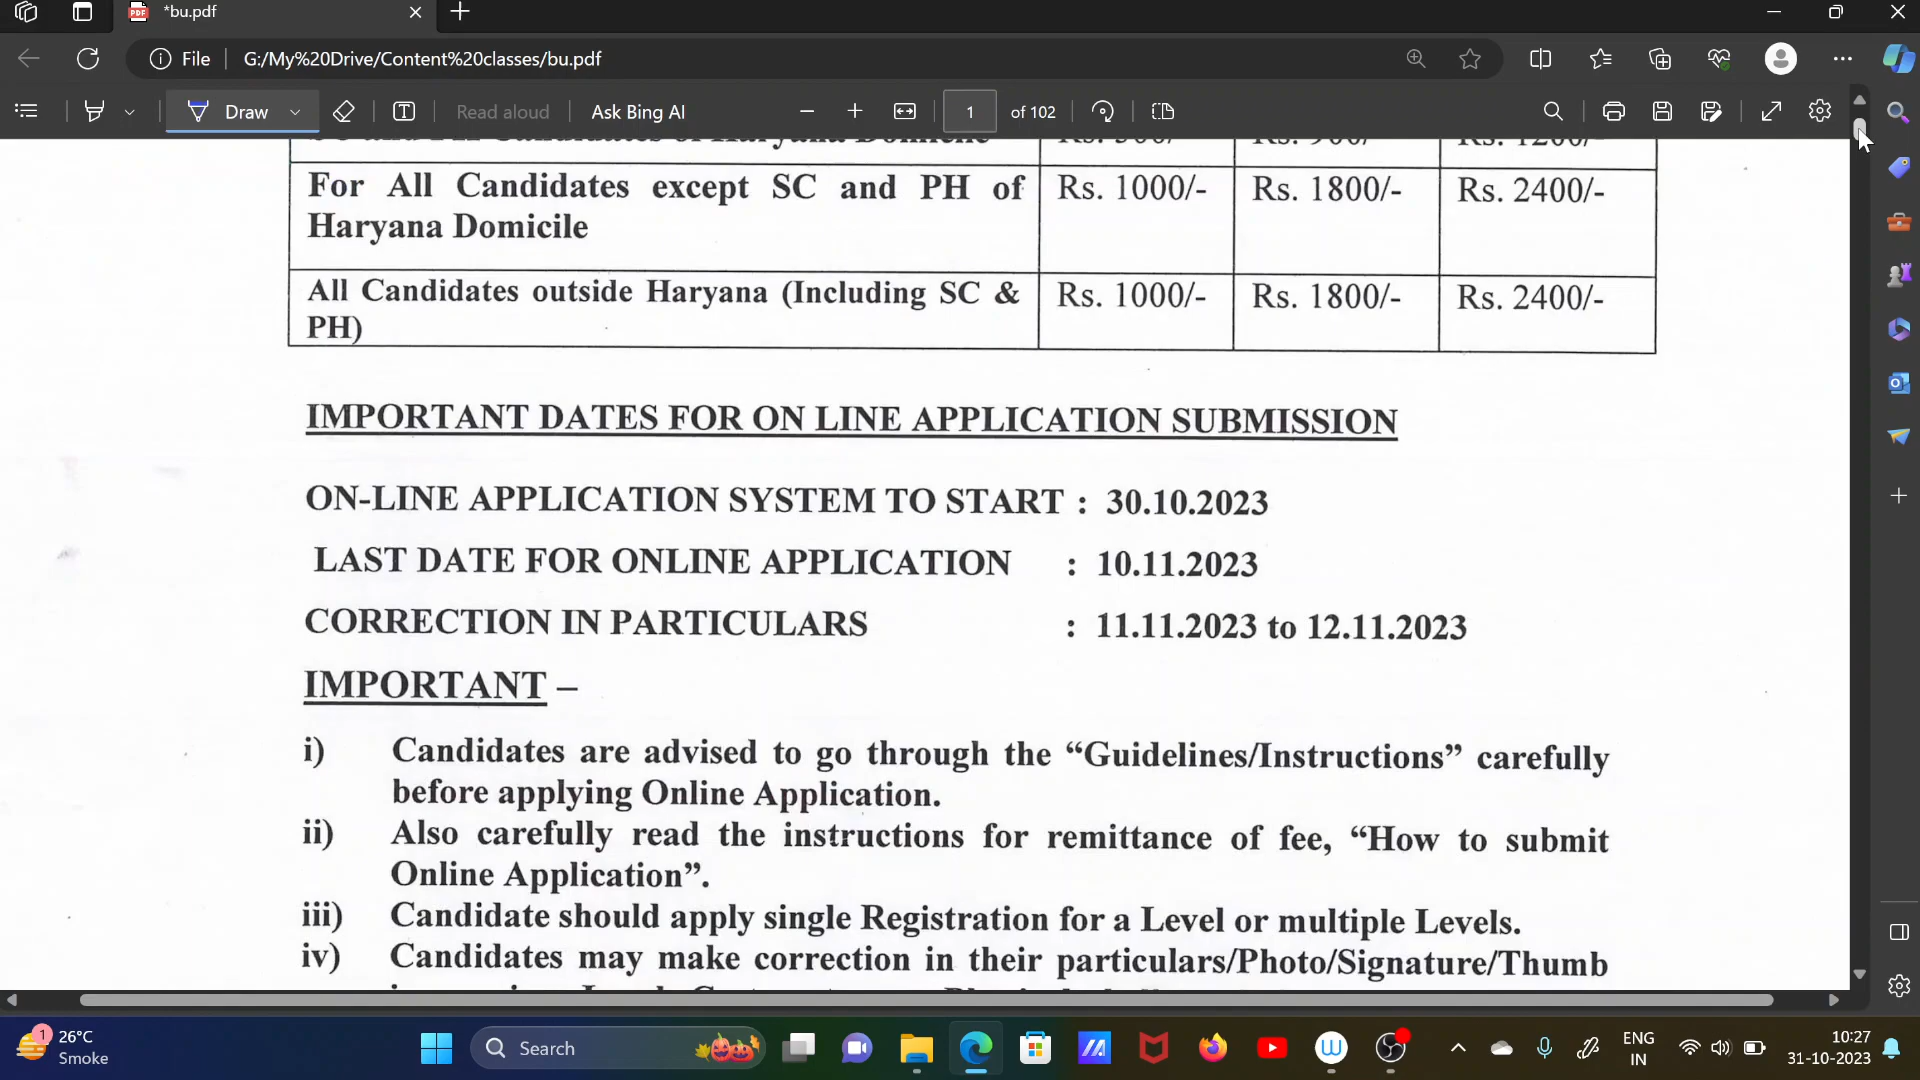 *bu.pdf
File
G:/My%20Drive/Content%20classes/bu.pdf
Draw
Read aloud
Ask Bing AI
1 of 102
For All Candidates except SC and PH of Rs. 1000/- Rs. 1800/- Rs. 2400/-
Haryana Domicile
All Candidates outside Haryana (Including SC & Rs. 1000/- Rs. 1800/- Rs. 2400/-
PH)
IMPORTANT DATES FOR ON LINE APPLICATION SUBMISSION
ON-LINE APPLICATION SYSTEM TO START : 30.10.2023
LAST DATE FOR ONLINE APPLICATION : 10.11.2023
CORRECTION IN PARTICULARS : 11.11.2023 to 12.11.2023
IMPORTANT –
i) Candidates are advised to go through the “Guidelines/Instructions” carefully
before applying Online Application.
ii) Also carefully read the instructions for remittance of fee, “How to submit
Online Application”.
iii) Candidate should apply single Registration for a Level or multiple Levels.
iv) Candidates may make correction in their particulars/Photo/Signature/Thumb
1
26°C
Smoke
Search
ENG
IN
10:27
31-10-2023